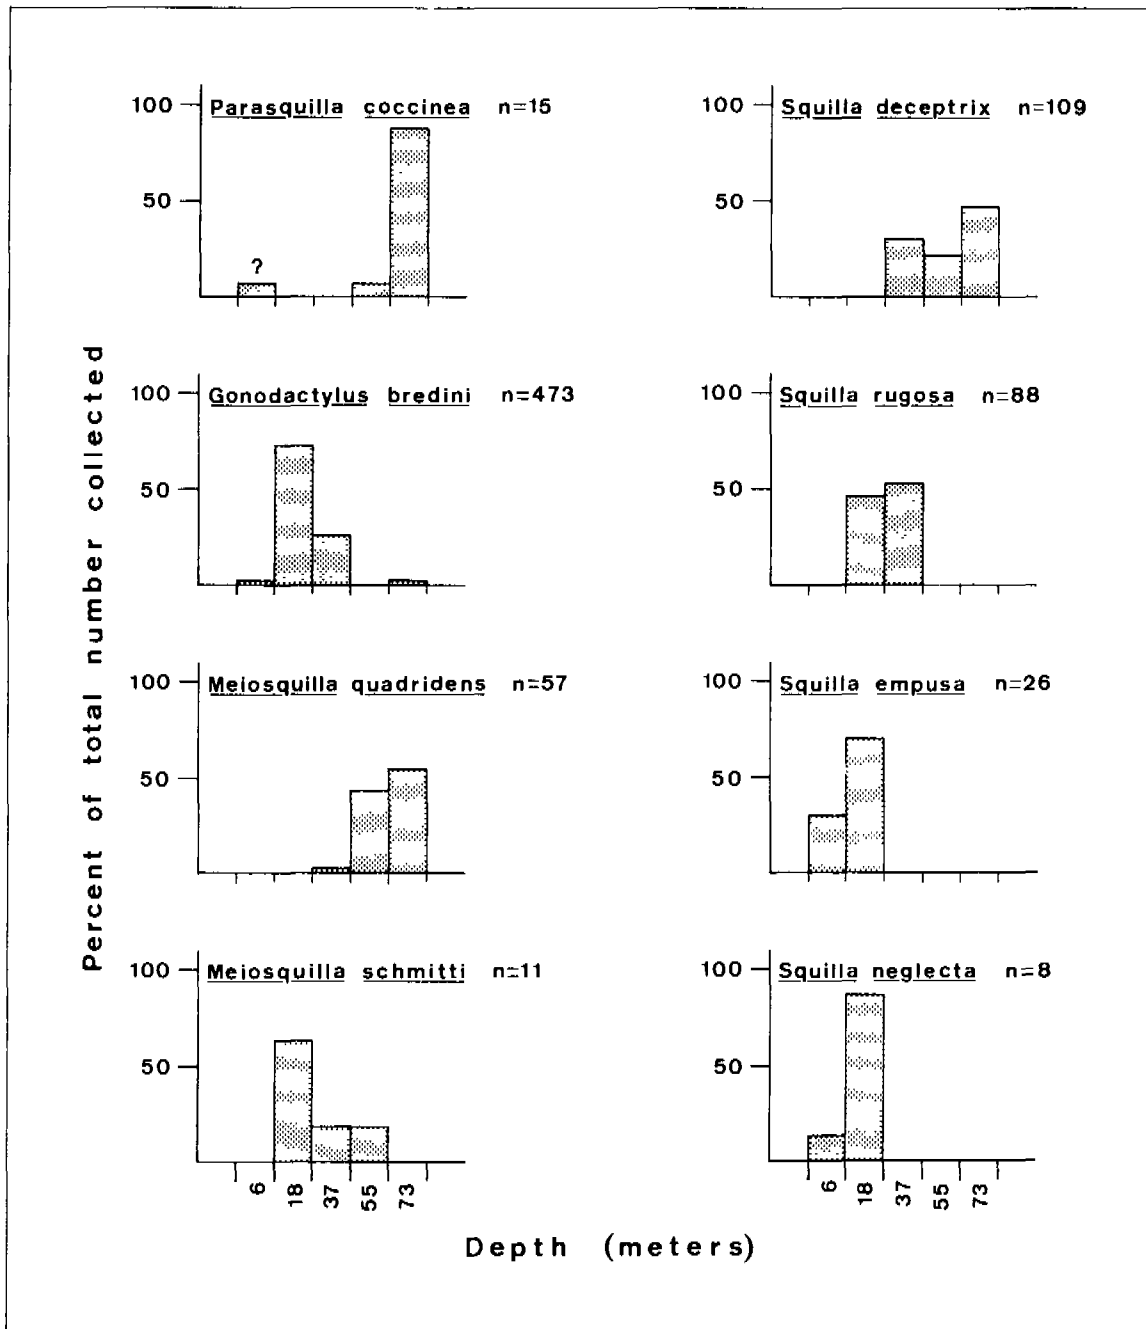 Percent of total number collected
100
Parasquilla coccinea n=15
50
?
100
Squilla deceptrix n=109
50
100
Gonodactylus bredini n=473
50
100
Squilla rugosa n=88
50
100
Meiosquilla quadridens n=57
50
100
Squilla empusa n=26
50
100
Meiosquilla schmitti n=11
50
6 18 37 55 73
100
Squilla neglecta n=8
50
6 18 37 55 73
Depth (meters)